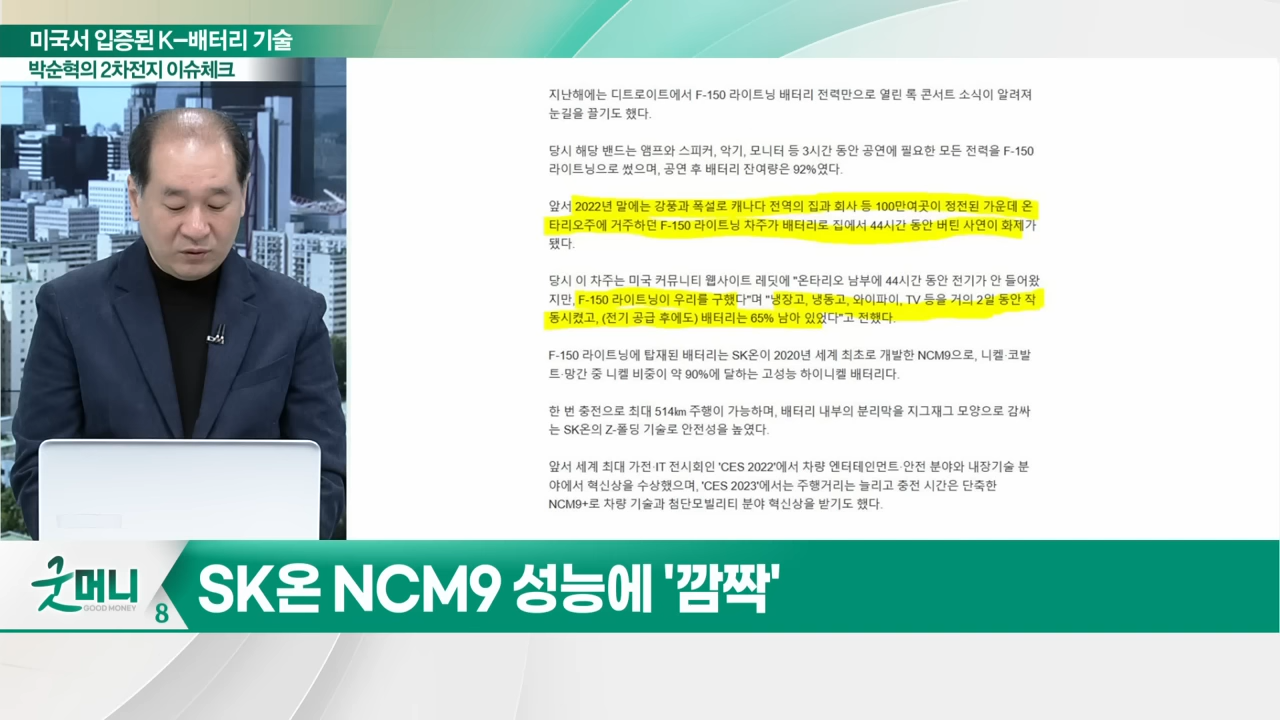 미국서 입증된 K-배터리 기술
박순혁의 2차전지 이슈체크
지난해에는 디트로이트에서 F-150 라이트닝 배터리 전력만으로 열린 록 콘서트 소식이 알려져
눈길을 끌기도 했다.
당시 해당 밴드는 앰프와 스피커, 악기, 모니터 등 3시간 동안 공연에 필요한 모든 전력을 F-150
라이트닝으로 썼으며, 공연 후 배터리 잔여량은 92%였다.
앞서 2022년 말에는 강풍과 폭설로 캐나다 전역의 집과 회사 등 100만여곳이 정전된 가운데 온
타리오주에 거주하던 F-150 라이트닝 차주가 배터리로 집에서 44시간 동안 버틴 사연이 화제가
됐다.
당시 이 차주는 미국 커뮤니티 웹사이트 레딧에 "온타리오 남부에 44시간 동안 전기가 안 들어왔
지만, F-150 라이트닝이 우리를 구했다"며 "냉장고, 냉동고, 와이파이, TV 등을 거의 2일 동안 작
동시켰고, (전기 공급 후에도) 배터리는 65% 남아 있었다"고 전했다.
F-150 라이트닝에 탑재된 배터리는 SK온이 2020년 세계 최초로 개발한 NCM9으로, 니켈·코발
트·망간 중 니켈 비중이 약 90%에 달하는 고성능 하이니켈 배터리다.
한 번 충전으로 최대 514㎞ 주행이 가능하며, 배터리 내부의 분리막을 지그재그 모양으로 감싸
는 SK온의 Z-폴딩 기술로 안전성을 높였다.
앞서 세계 최대 가전·IT 전시회인 'CES 2022'에서 차량 엔터테인먼트·안전 분야와 내장기술 분
야에서 혁신상을 수상했으며, 'CES 2023'에서는 주행거리는 늘리고 충전 시간은 단축한
NCM9+로 차량 기술과 첨단모빌리티 분야 혁신상을 받기도 했다.
굿머니
GOOD MONEY
8
SK온 NCM9 성능에 '깜짝'